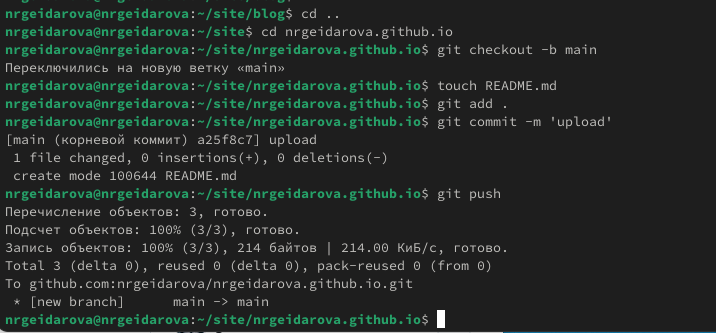 nrgeidarova@nrgeidarova:~/site/blog$ cd ..
nrgeidarova@nrgeidarova:~/site$ cd nrgeidarova.github.io
nrgeidarova@nrgeidarova:~/site/nrgeidarova.github.io$ git checkout -b main
Переключились на новую ветку «main»
nrgeidarova@nrgeidarova:~/site/nrgeidarova.github.io$ touch README.md
nrgeidarova@nrgeidarova:~/site/nrgeidarova.github.io$ git add .
nrgeidarova@nrgeidarova:~/site/nrgeidarova.github.io$ git commit -m 'upload'
[main (корневой коммит) a25f8c7] upload
 1 file changed, 0 insertions(+), 0 deletions(-)
 create mode 100644 README.md
nrgeidarova@nrgeidarova:~/site/nrgeidarova.github.io$ git push
Перечисление объектов: 3, готово.
Подсчет объектов: 100% (3/3), готово.
Запись объектов: 100% (3/3), 214 байтов | 214.00 КиБ/с, готово.
Total 3 (delta 0), reused 0 (delta 0), pack-reused 0 (from 0)
To github.com:nrgeidarova/nrgeidarova.github.io.git
 * [new branch]      main -> main
nrgeidarova@nrgeidarova:~/site/nrgeidarova.github.io$